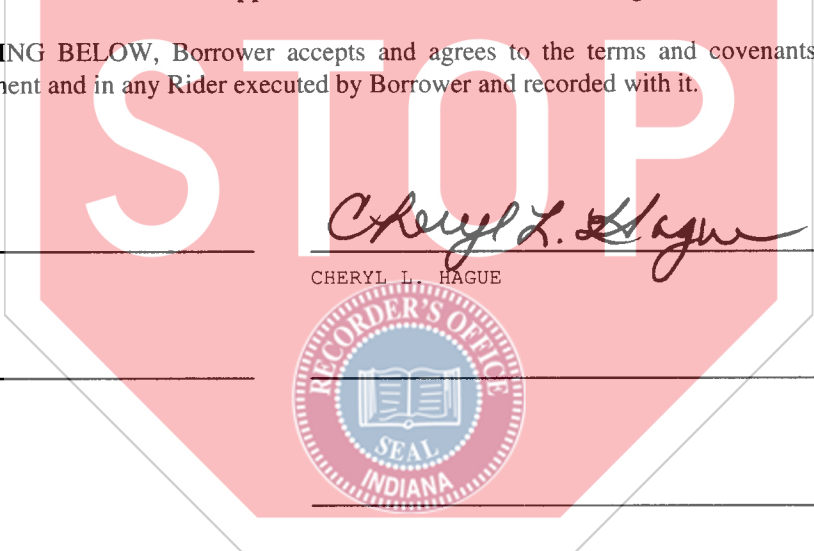 STOP
ING BELOW, Borrower accepts and agrees to the terms and covenants
ent and in any Rider executed by Borrower and recorded with it.
Cheryl L. Hague
CHERYL L. HAGUE
RECORDER'S OFFICE
SEAL
INDIANA